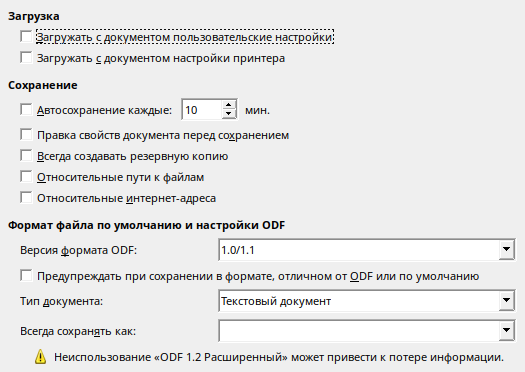 Загрузка
Загружать с документом пользовательские настройки
Загружать с документом настройки принтера
Сохранение
Автосохранение каждые: 10 мин.
Правка свойств документа перед сохранением
Всегда создавать резервную копию
Относительные пути к файлам
Относительные интернет-адреса
Формат файла по умолчанию и настройки ODF
Версия формата ODF: 1.0/1.1
Предупреждать при сохранении в формате, отличном от ODF или по умолчанию
Тип документа: Текстовый документ
Всегда сохранять как:
Неиспользование «ODF 1.2 Расширенный» может привести к потере информации.